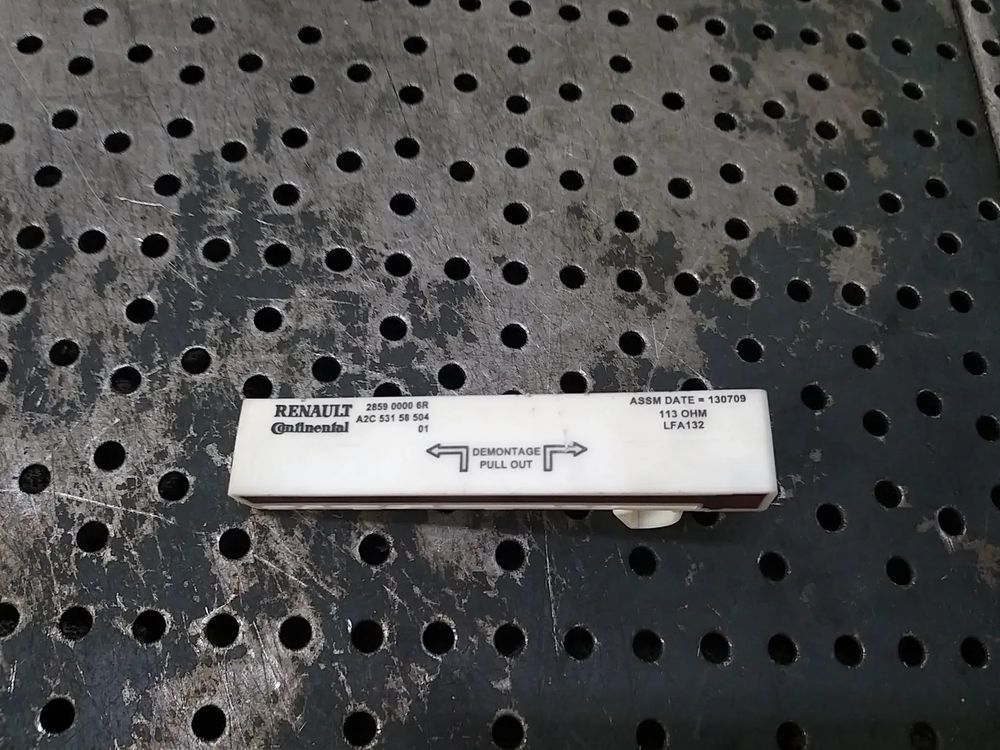 RENAULT 2859 0000 6R
Continental A2C 531 58 504
01
ASSM DATE = 130709
113 OHM
LFA132
DEMONTAGE
PULL OUT